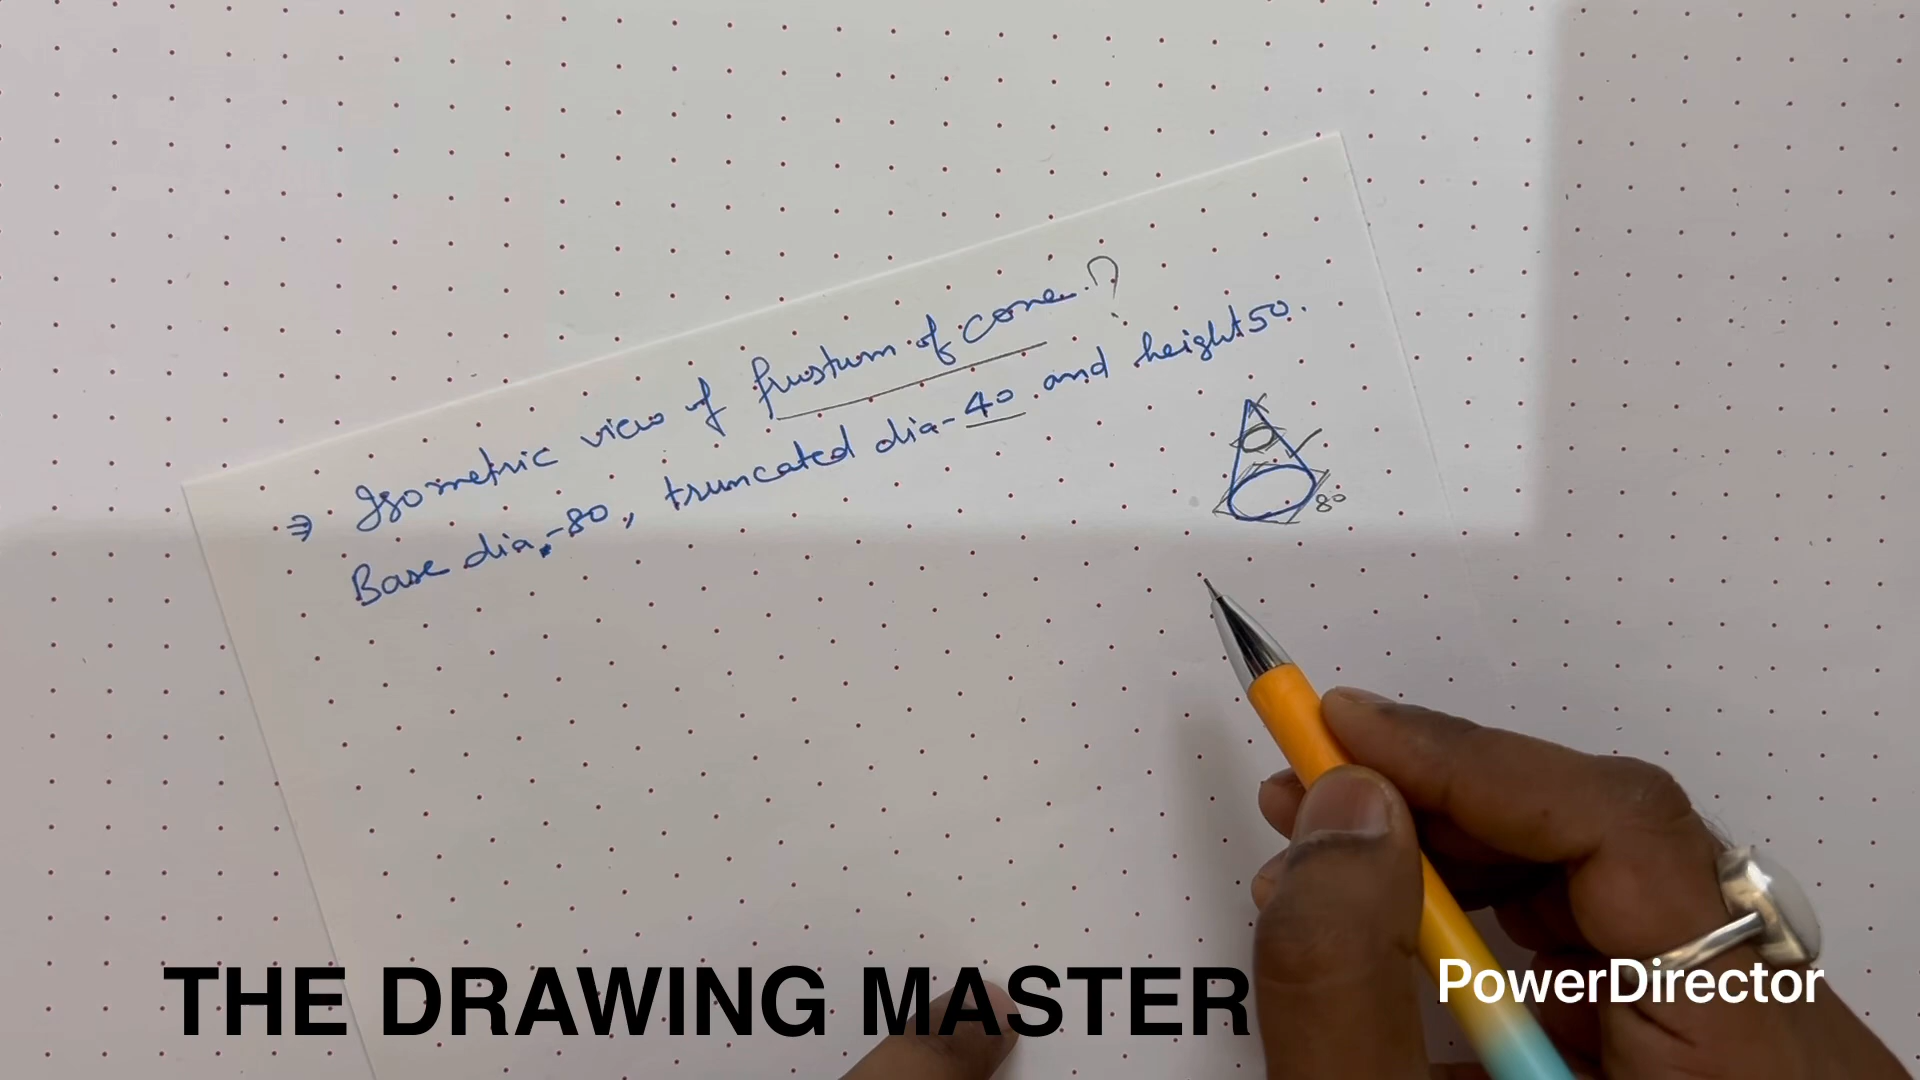 ⇒ Isometric view of frustum of cone.?
Base dia,-80, truncated dia-40 and height 50.
80
THE DRAWING MASTER
PowerDirector